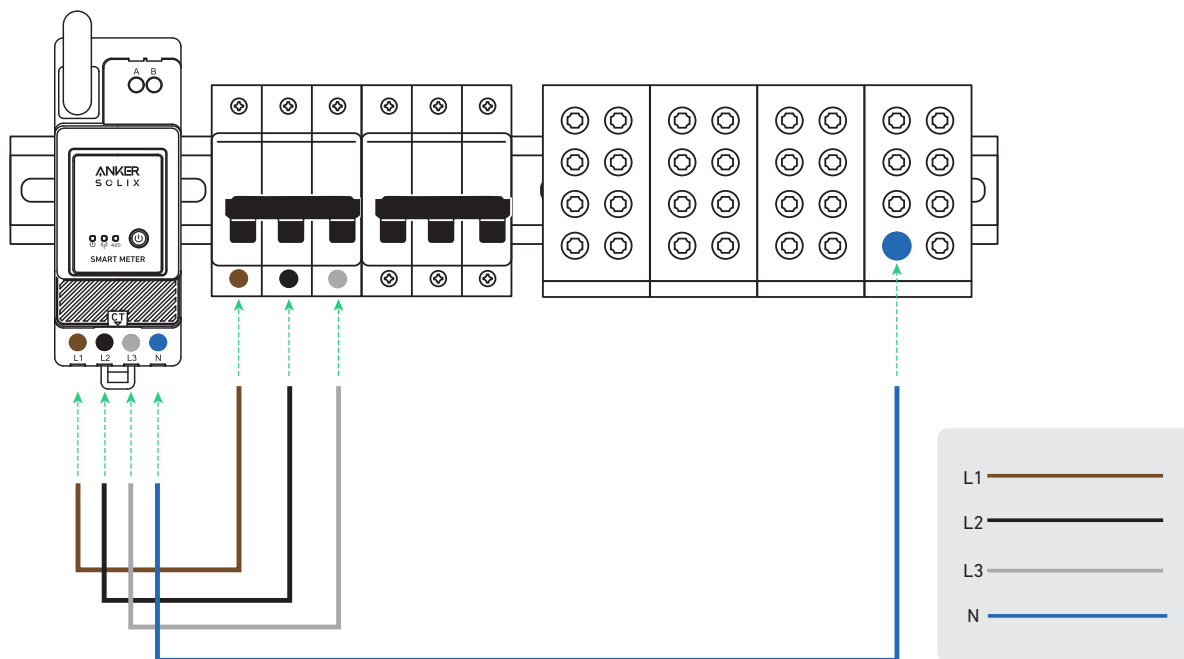 A B
ANKER
SOLIX
485
SMART METER
CT
L1 L2 L3 N
L1
L2
L3
N